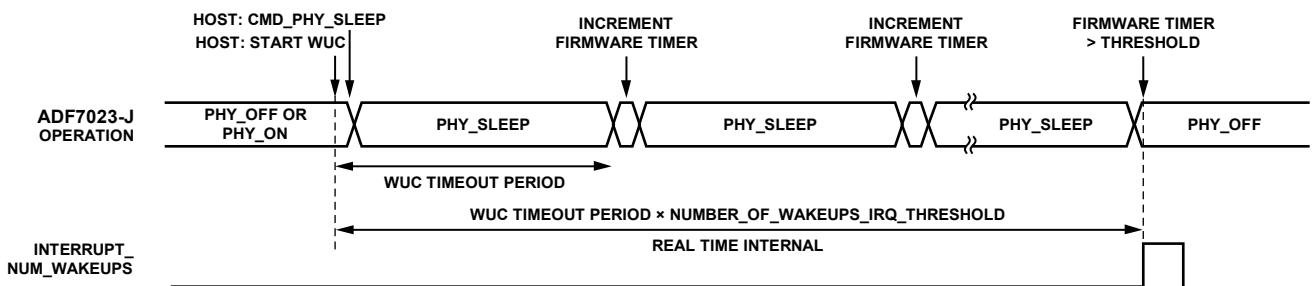 HOST: CMD_PHY_SLEEP
HOST: START WUC
INCREMENT
FIRMWARE TIMER
INCREMENT
FIRMWARE TIMER
FIRMWARE TIMER
> THRESHOLD
ADF7023-J
OPERATION
PHY_OFF OR
PHY_ON
PHY_SLEEP
PHY_SLEEP
PHY_SLEEP
PHY_OFF
WUC TIMEOUT PERIOD
WUC TIMEOUT PERIOD × NUMBER_OF_WAKEUPS_IRQ_THRESHOLD
REAL TIME INTERNAL
INTERRUPT_
NUM_WAKEUPS